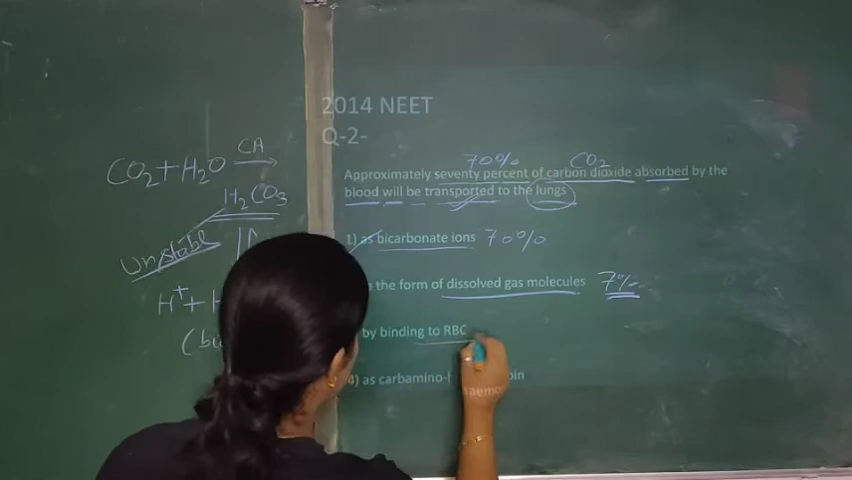 2014 NEET
Q-2-
70% CO2
Approximately seventy percent of carbon dioxide absorbed by the
blood will be transported to the lungs
1) as bicarbonate ions 70%
the form of dissolved gas molecules 7%
by binding to RBC
4) as carbamino-
CA
CO2+H2O →
H2CO3
Unstable
H+ +